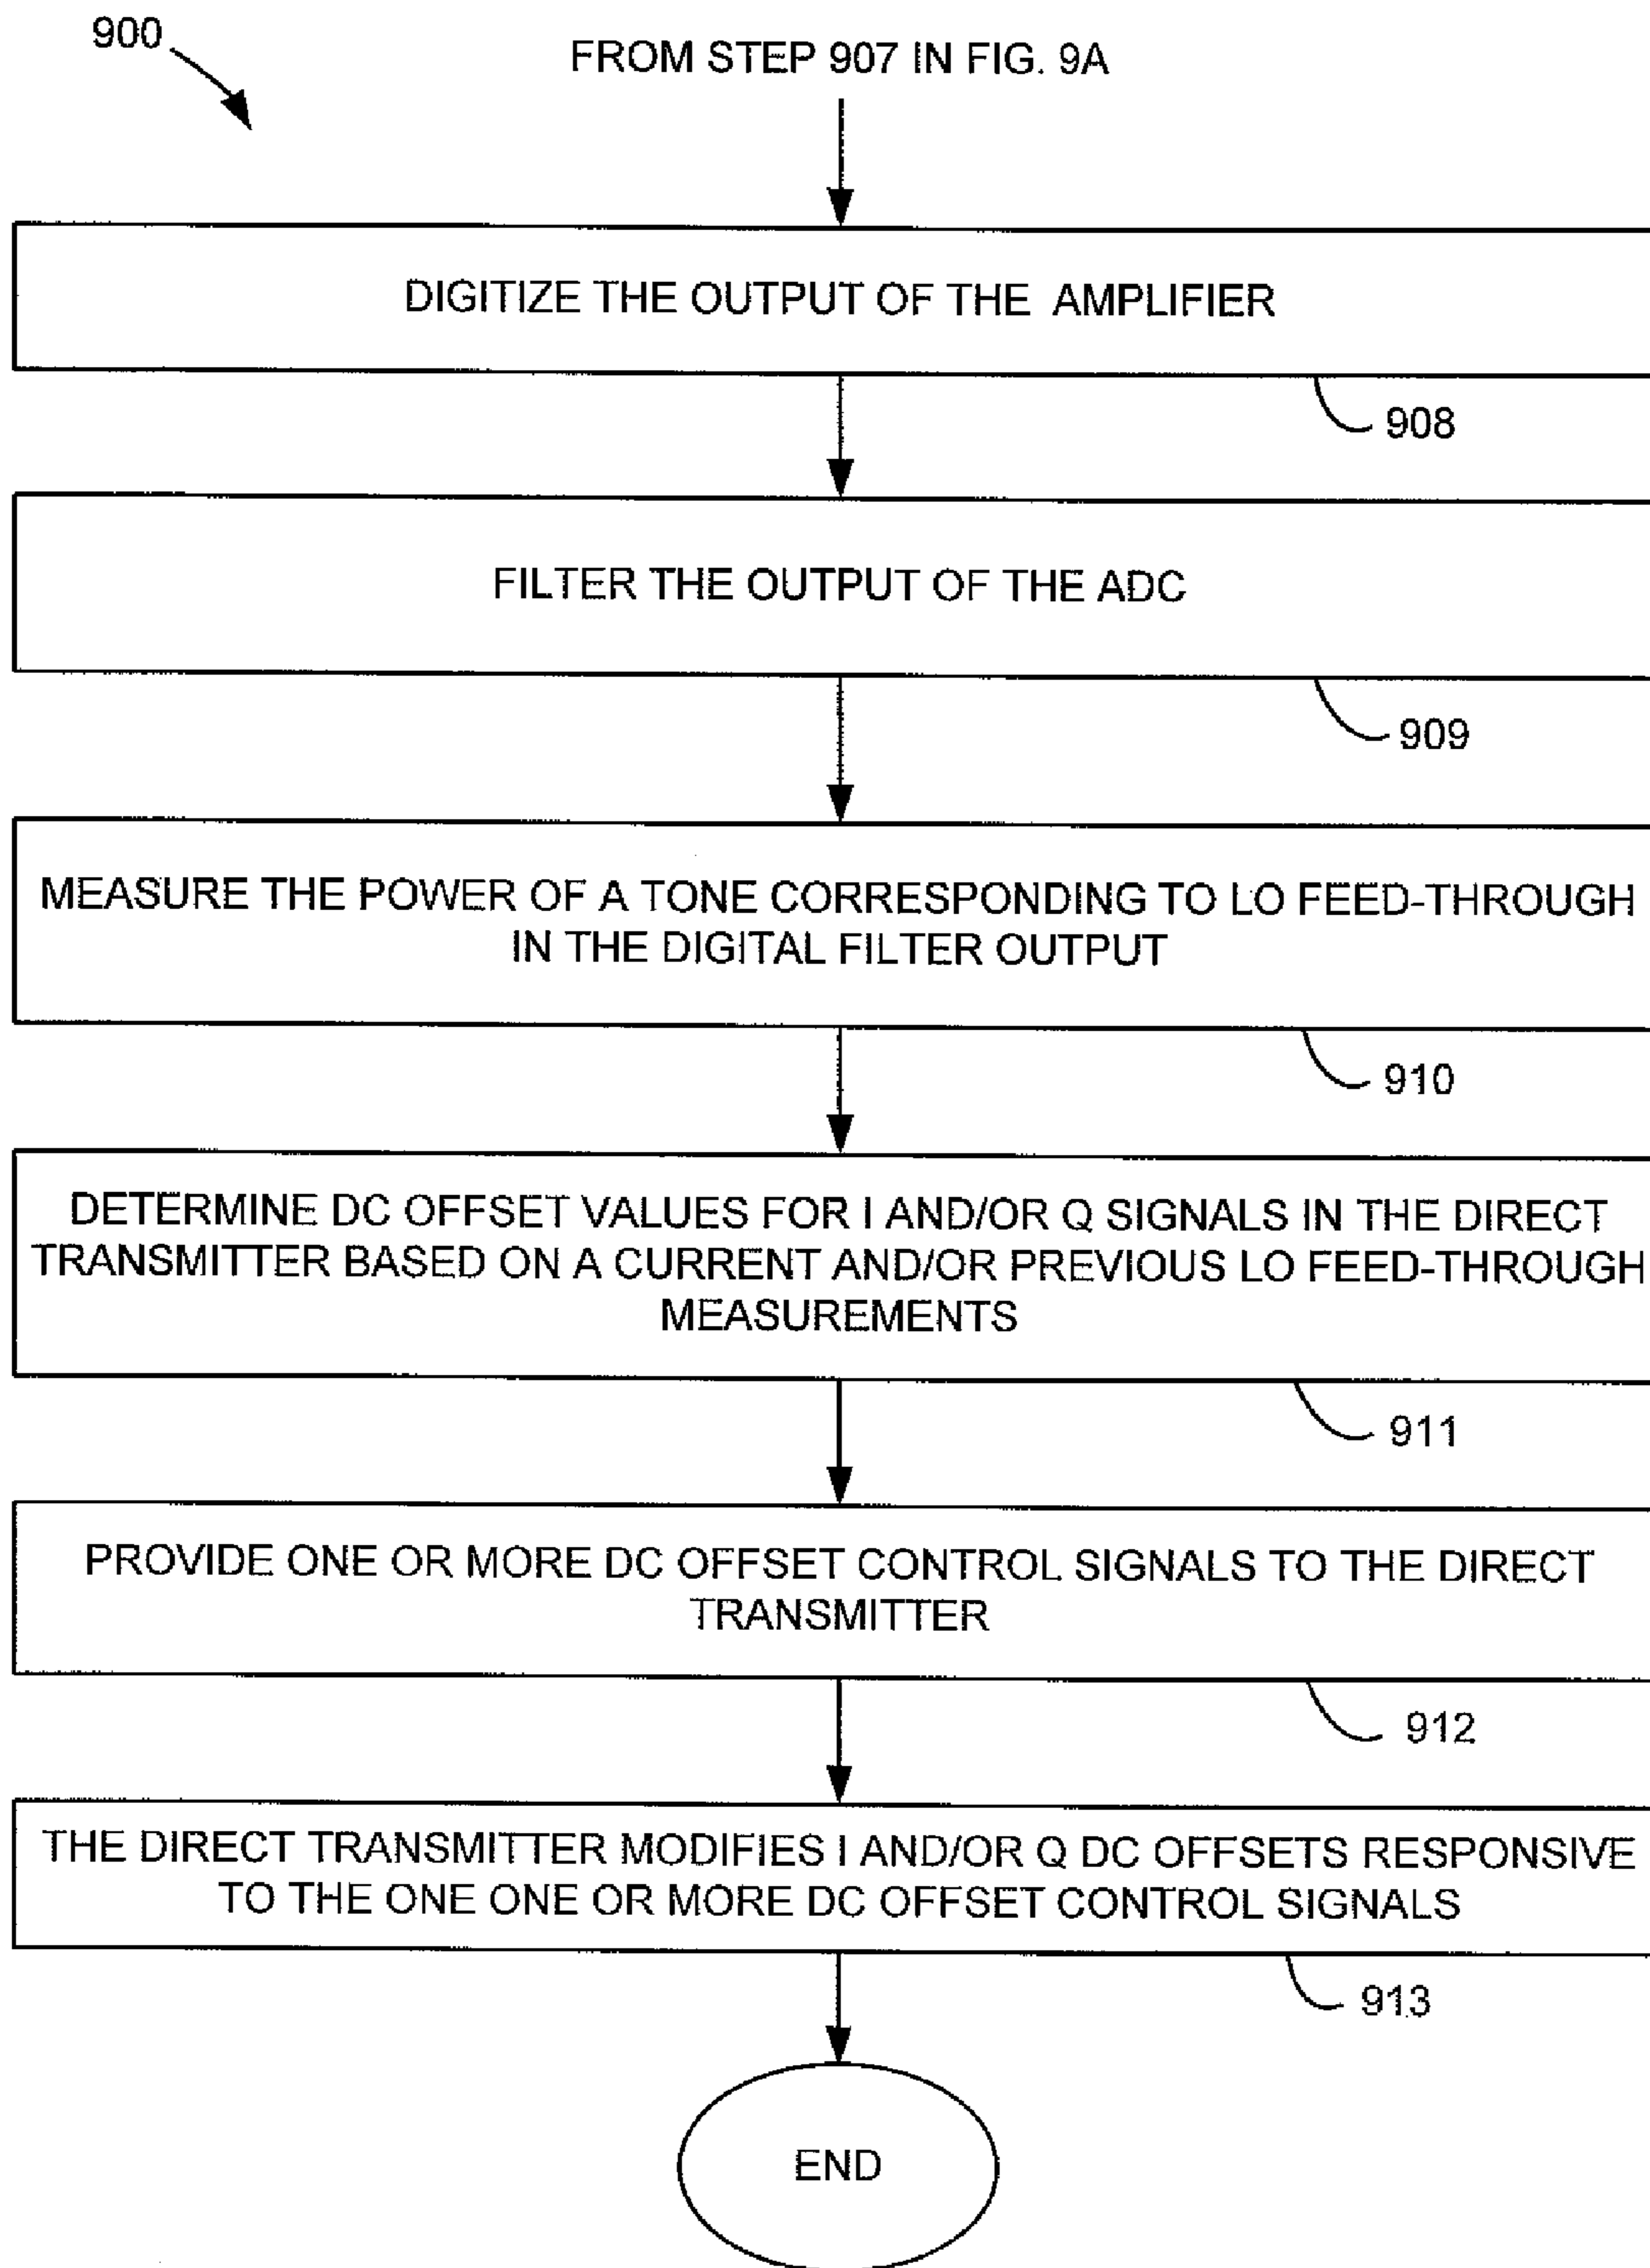 900
FROM STEP 907 IN FIG. 9A
DIGITIZE THE OUTPUT OF THE AMPLIFIER
908
FILTER THE OUTPUT OF THE ADC
909
MEASURE THE POWER OF A TONE CORRESPONDING TO LO FEED-THROUGH
IN THE DIGITAL FILTER OUTPUT
910
DETERMINE DC OFFSET VALUES FOR I AND/OR Q SIGNALS IN THE DIRECT
TRANSMITTER BASED ON A CURRENT AND/OR PREVIOUS LO FEED-THROUGH
MEASUREMENTS
911
PROVIDE ONE OR MORE DC OFFSET CONTROL SIGNALS TO THE DIRECT
TRANSMITTER
912
THE DIRECT TRANSMITTER MODIFIES I AND/OR Q DC OFFSETS RESPONSIVE
TO THE ONE ONE OR MORE DC OFFSET CONTROL SIGNALS
913
END